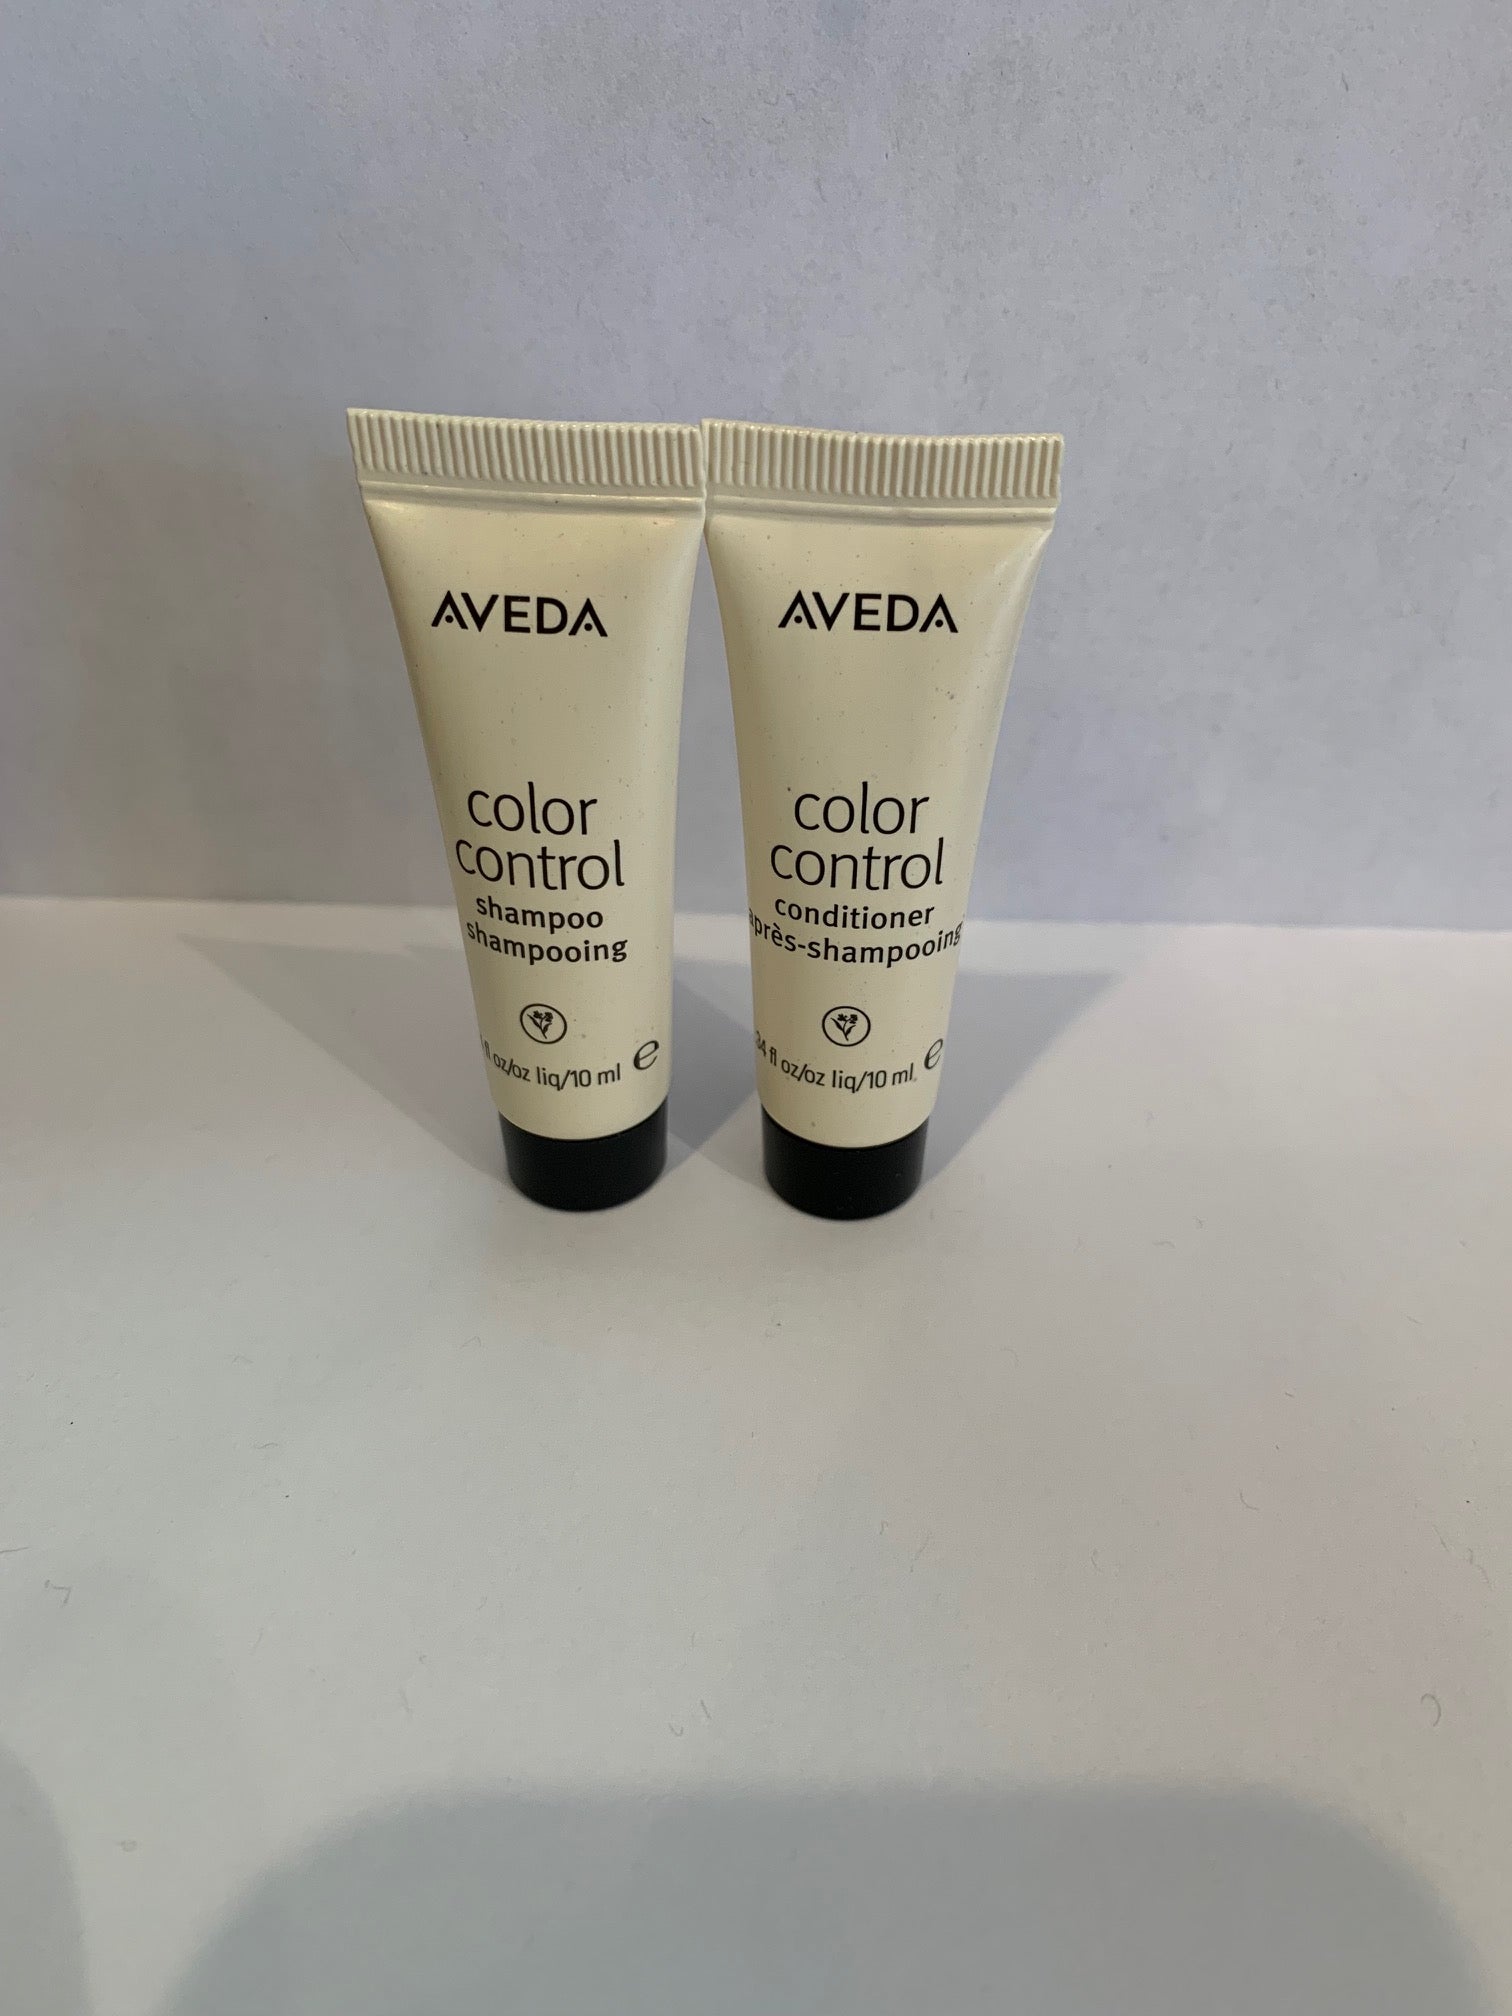 AVEDA
color
control
shampoo
shampooing
fl oz/oz liq/10 ml e
AVEDA
color
control
conditioner
après-shampooing
34 fl oz/oz liq/10 ml e